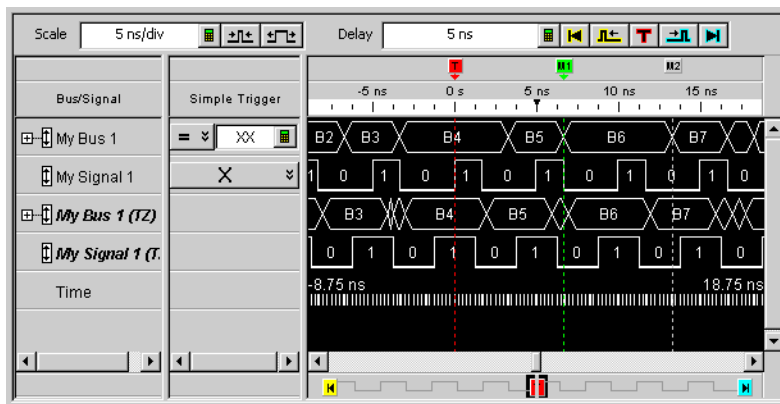 Scale 5 ns/div Delay 5 ns T
T M1 M2
Bus/Signal Simple Trigger -5 ns 0 s 5 ns 10 ns 15 ns
My Bus 1 = XX B2 B3 B4 B5 B6 B7
My Signal 1 X 1 0 1 0 1 0 1 0 1 0 1 0
My Bus 1 (TZ) B3 B4 B5 B6 B7
My Signal 1 (T. 0 1 0 1 0 1 0 1 0 1 0
Time -8.75 ns 18.75 ns